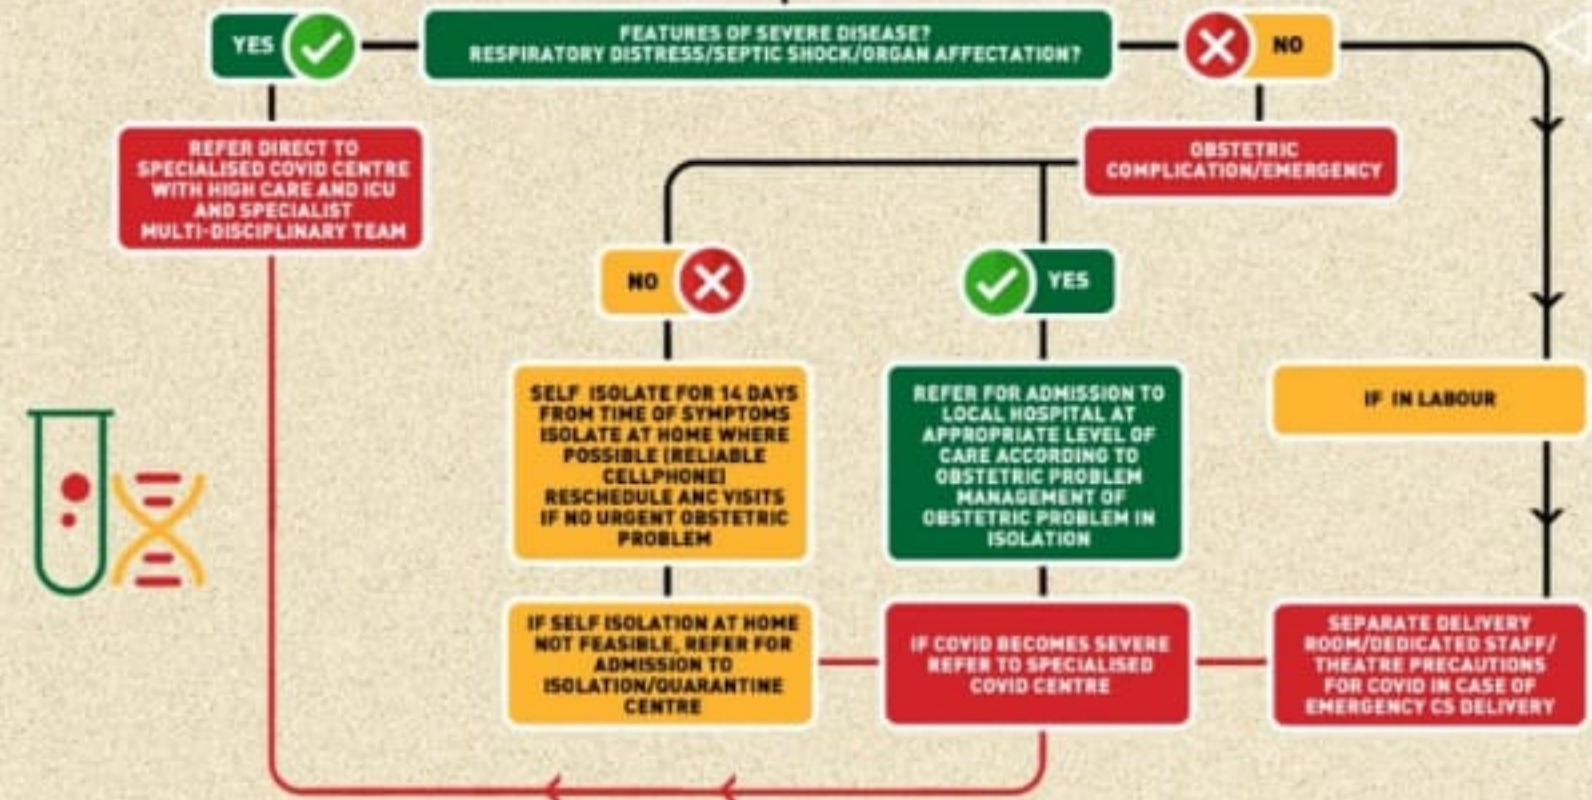 YES
FEATURES OF SEVERE DISEASE?
RESPIRATORY DISTRESS/SEPTIC SHOCK/ORGAN AFFECTATION?
NO
REFER DIRECT TO
SPECIALISED COVID CENTRE
WITH HIGH CARE AND ICU
AND SPECIALIST
MULTI-DISCIPLINARY TEAM
OBSTETRIC
COMPLICATION/EMERGENCY
NO
YES
SELF ISOLATE FOR 14 DAYS
FROM TIME OF SYMPTOMS
ISOLATE AT HOME WHERE
POSSIBLE (RELIABLE
CELLPHONE)
RESCHEDULE ANC VISITS
IF NO URGENT OBSTETRIC
PROBLEM
REFER FOR ADMISSION TO
LOCAL HOSPITAL AT
APPROPRIATE LEVEL OF
CARE ACCORDING TO
OBSTETRIC PROBLEM
MANAGEMENT OF
OBSTETRIC PROBLEM IN
ISOLATION
IF IN LABOUR
IF SELF ISOLATION AT HOME
NOT FEASIBLE, REFER FOR
ADMISSION TO
ISOLATION/QUARANTINE
CENTRE
IF COVID BECOMES SEVERE
REFER TO SPECIALISED
COVID CENTRE
SEPARATE DELIVERY
ROOM/DEDICATED STAFF/
THEATRE PRECAUTIONS
FOR COVID IN CASE OF
EMERGENCY CS DELIVERY